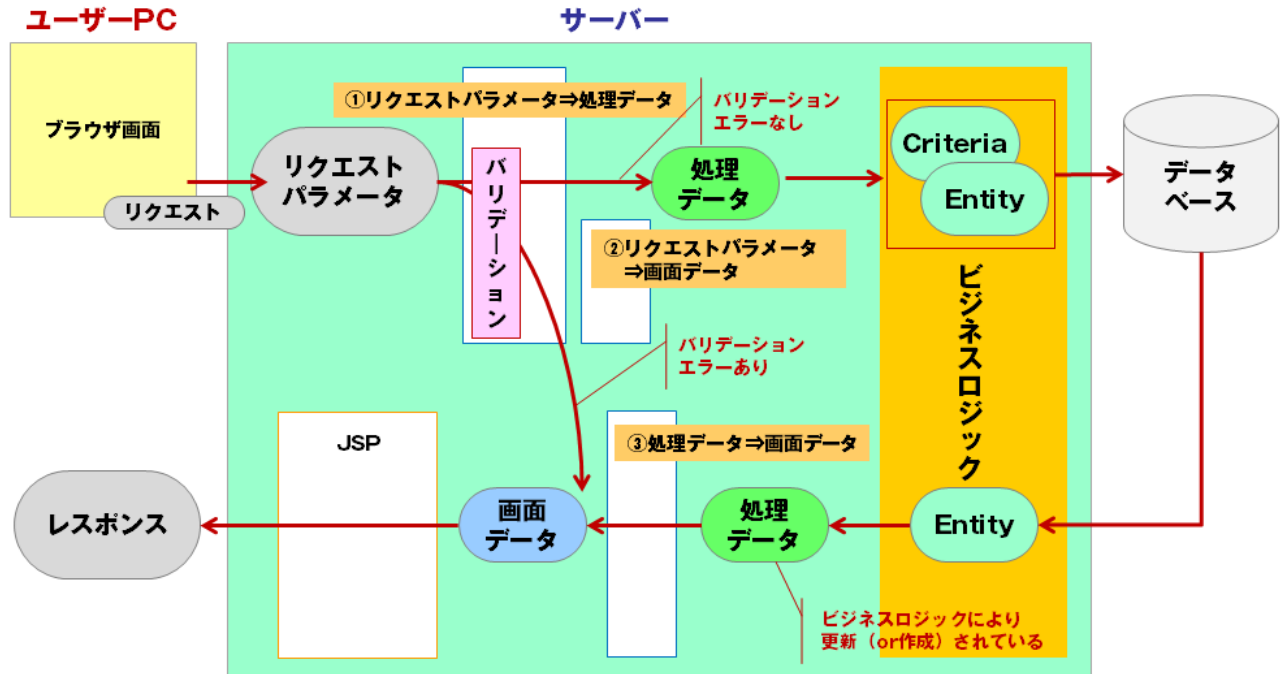 ユーザーPC
サーバー
ブラウザ画面
リクエスト
リクエスト
パラメータ
①リクエストパラメータ⇒処理データ
バリデーション
バリデーション
エラーなし
処理
データ
Criteria
Entity
データ
ベース
②リクエストパラメータ
⇒画面データ
バリデーション
エラーあり
ビジネスロジック
JSP
③処理データ⇒画面データ
レスポンス
画面
データ
処理
データ
Entity
ビジネスロジックにより
更新（or作成）されている